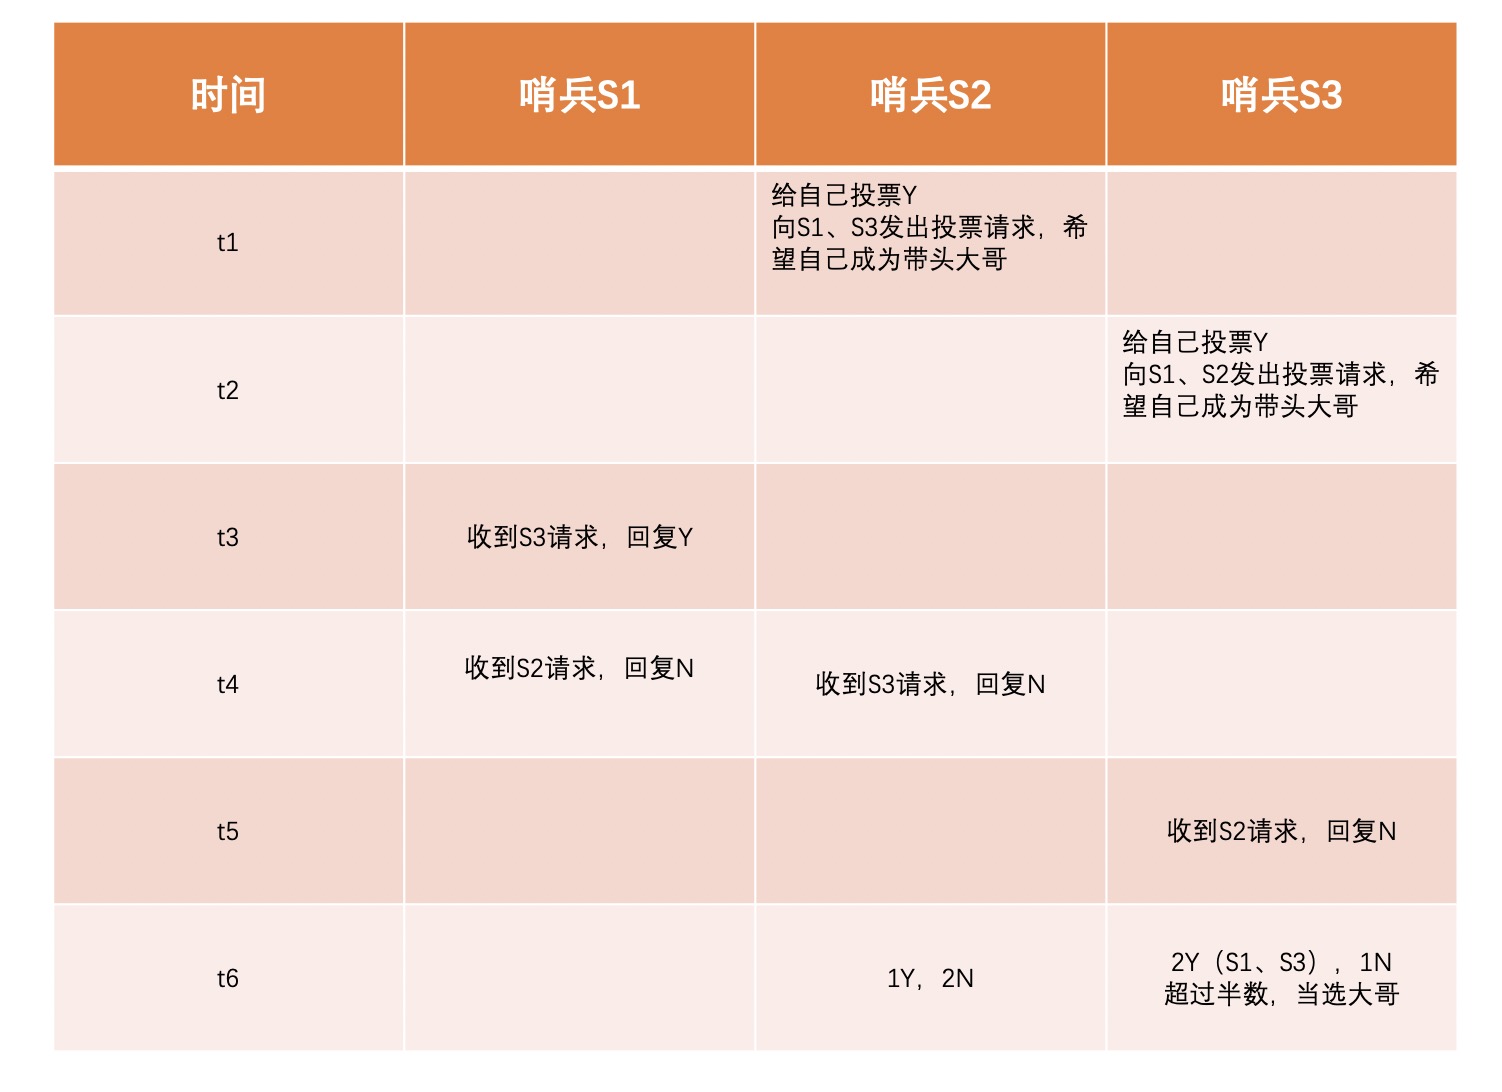 时间
哨兵S1
哨兵S2
哨兵S3
t1
给自己投票Y
向S1、S3发出投票请求，希
望自己成为带头大哥
t2
给自己投票Y
向S1、S2发出投票请求，希
望自己成为带头大哥
t3
收到S3请求，回复Y
t4
收到S2请求，回复N
收到S3请求，回复N
t5
收到S2请求，回复N
t6
1Y，2N
2Y（S1、S3），1N
超过半数，当选大哥